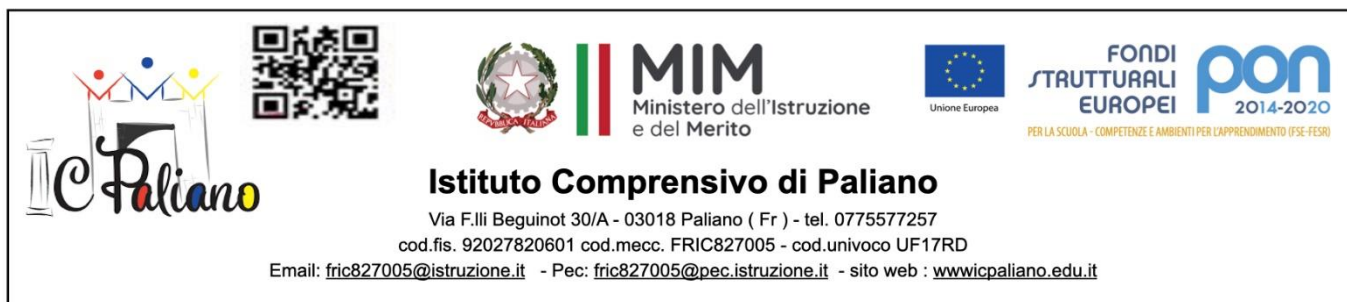 IC Paliano
REPVBBLICA ITALIANA
MIM
Ministero dell'Istruzione
e del Merito
Unione Europea
FONDI
STRUTTURALI
EUROPEI
pon
2014-2020
PER LA SCUOLA - COMPETENZE E AMBIENTI PER L'APPRENDIMENTO (FSE-FESR)
Istituto Comprensivo di Paliano
Via F.lli Beguinot 30/A - 03018 Paliano ( Fr ) - tel. 0775577257
cod.fis. 92027820601 cod.mecc. FRIC827005 - cod.univoco UF17RD
Email: fric827005@istruzione.it - Pec: fric827005@pec.istruzione.it - sito web : wwwicpaliano.edu.it